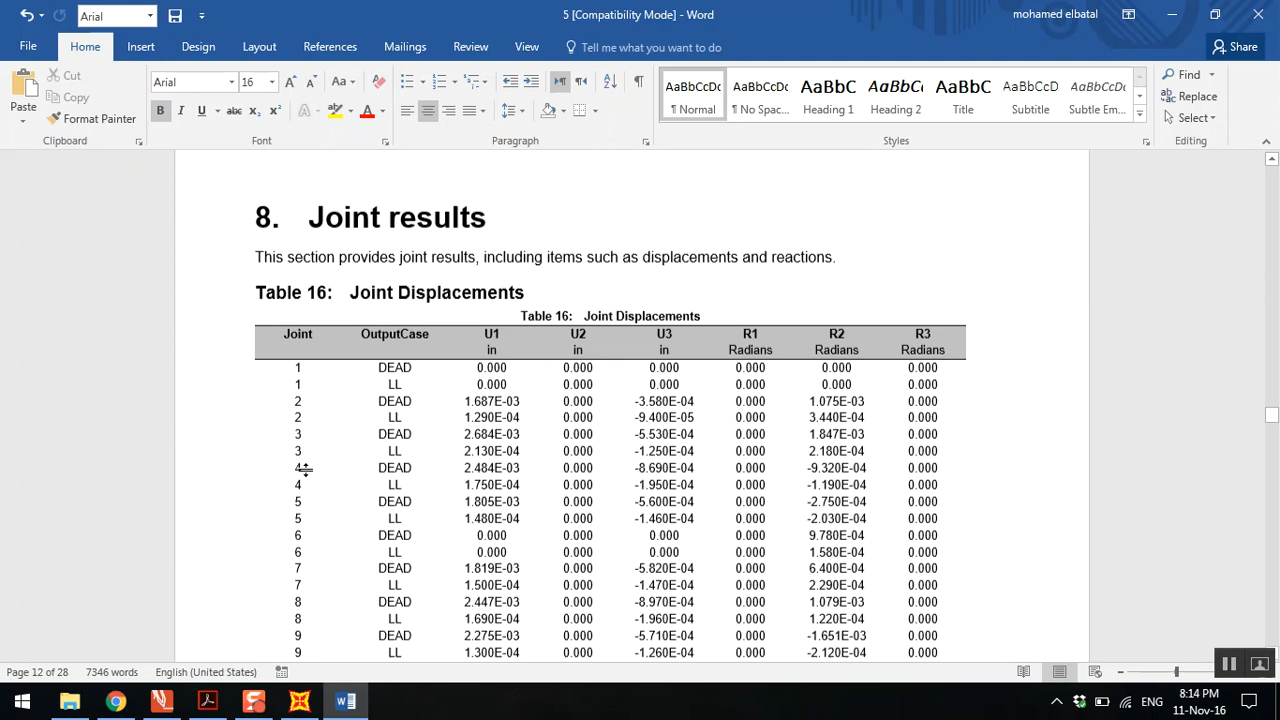 Arial
5 [Compatibility Mode] - Word
mohamed elbatal
File Home Insert Design Layout References Mailings Review View Tell me what you want to do... Share
Paste
Cut
Copy
Format Painter
Clipboard
Arial 16
Aa
B I U abc x₂ x²
Font
Paragraph
AaBbCcDc AaBbCcDc AaBbC AaBbCc AaBbC AaBbCcD AaBbCcDc
¶ Normal ¶ No Spac... Heading 1 Heading 2 Title Subtitle Subtle Em...
Styles
Find
Replace
Select
Editing
8. Joint results
This section provides joint results, including items such as displacements and reactions.
Table 16: Joint Displacements
Table 16: Joint Displacements
Joint OutputCase U1 U2 U3 R1 R2 R3
in in in Radians Radians Radians
1 DEAD 0.000 0.000 0.000 0.000 0.000 0.000
1 LL 0.000 0.000 0.000 0.000 0.000 0.000
2 DEAD 1.687E-03 0.000 -3.580E-04 0.000 1.075E-03 0.000
2 LL 1.290E-04 0.000 -9.400E-05 0.000 3.440E-04 0.000
3 DEAD 2.684E-03 0.000 -5.530E-04 0.000 1.847E-03 0.000
3 LL 2.130E-04 0.000 -1.250E-04 0.000 2.180E-04 0.000
4 DEAD 2.484E-03 0.000 -8.690E-04 0.000 -9.320E-04 0.000
4 LL 1.750E-04 0.000 -1.950E-04 0.000 -1.190E-04 0.000
5 DEAD 1.805E-03 0.000 -5.600E-04 0.000 -2.750E-04 0.000
5 LL 1.480E-04 0.000 -1.460E-04 0.000 -2.030E-04 0.000
6 DEAD 0.000 0.000 0.000 0.000 9.780E-04 0.000
6 LL 0.000 0.000 0.000 0.000 1.580E-04 0.000
7 DEAD 1.819E-03 0.000 -5.820E-04 0.000 6.400E-04 0.000
7 LL 1.500E-04 0.000 -1.470E-04 0.000 2.290E-04 0.000
8 DEAD 2.447E-03 0.000 -8.970E-04 0.000 1.079E-03 0.000
8 LL 1.690E-04 0.000 -1.960E-04 0.000 1.220E-04 0.000
9 DEAD 2.275E-03 0.000 -5.710E-04 0.000 -1.651E-03 0.000
9 LL 1.300E-04 0.000 -1.260E-04 0.000 -2.120E-04 0.000
Page 12 of 28 7346 words English (United States)
ENG
8:14 PM
11-Nov-16